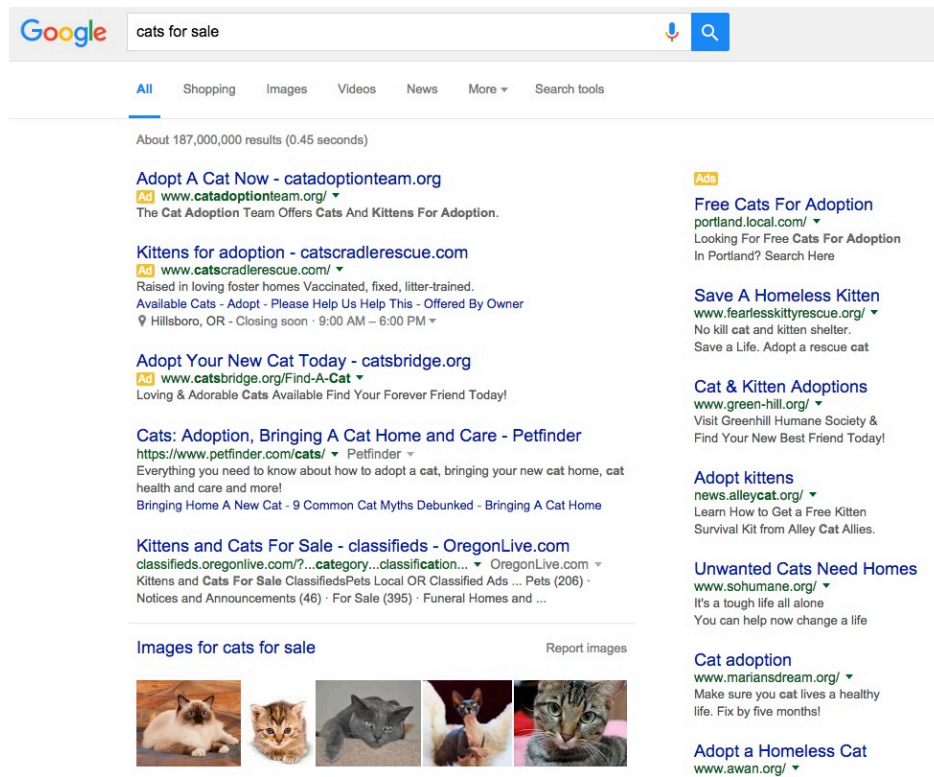 Google
cats for sale
All Shopping Images Videos News More Search tools
About 187,000,000 results (0.45 seconds)
Adopt A Cat Now - catadoptionteam.org
Ad www.catadoptionteam.org/
The Cat Adoption Team Offers Cats And Kittens For Adoption.
Kittens for adoption - catscradlerescue.com
Ad www.catscradlerescue.com/
Raised in loving foster homes Vaccinated, fixed, litter-trained.
Available Cats - Adopt - Please Help Us Help This - Offered By Owner
Hillsboro, OR - Closing soon · 9:00 AM – 6:00 PM
Adopt Your New Cat Today - catsbridge.org
Ad www.catsbridge.org/Find-A-Cat
Loving & Adorable Cats Available Find Your Forever Friend Today!
Cats: Adoption, Bringing A Cat Home and Care - Petfinder
https://www.petfinder.com/cats/ Petfinder
Everything you need to know about how to adopt a cat, bringing your new cat home, cat
health and care and more!
Bringing Home A New Cat - 9 Common Cat Myths Debunked - Bringing A Cat Home
Kittens and Cats For Sale - classifieds - OregonLive.com
classifieds.oregonlive.com/?...category...classification... OregonLive.com
Kittens and Cats For Sale ClassifiedsPets Local OR Classified Ads ... Pets (206) ·
Notices and Announcements (46) · For Sale (395) · Funeral Homes and ...
Images for cats for sale
Report images
Ads
Free Cats For Adoption
portland.local.com/
Looking For Free Cats For Adoption
In Portland? Search Here
Save A Homeless Kitten
www.fearlesskittyrescue.org/
No kill cat and kitten shelter.
Save a Life. Adopt a rescue cat
Cat & Kitten Adoptions
www.green-hill.org/
Visit Greenhill Humane Society &
Find Your New Best Friend Today!
Adopt kittens
news.alleycat.org/
Learn How to Get a Free Kitten
Survival Kit from Alley Cat Allies.
Unwanted Cats Need Homes
www.sohumane.org/
It's a tough life all alone
You can help now change a life
Cat adoption
www.mariansdream.org/
Make sure you cat lives a healthy
life. Fix by five months!
Adopt a Homeless Cat
www.awan.org/